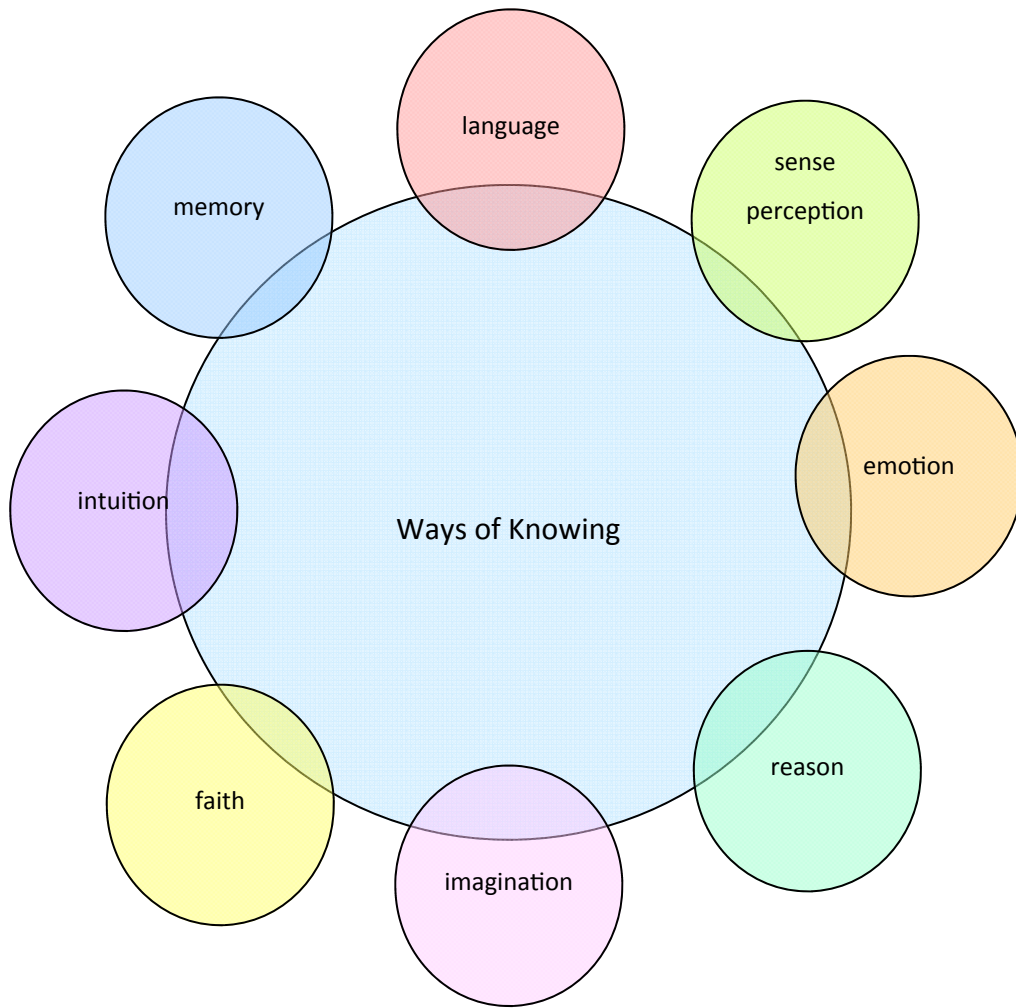 language
sense
perception
memory
emotion
intuition
Ways of Knowing
reason
faith
imagination